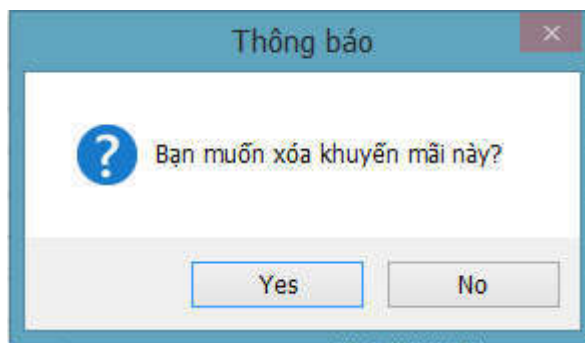 Thông báo
Bạn muốn xóa khuyến mãi này?
Yes
No